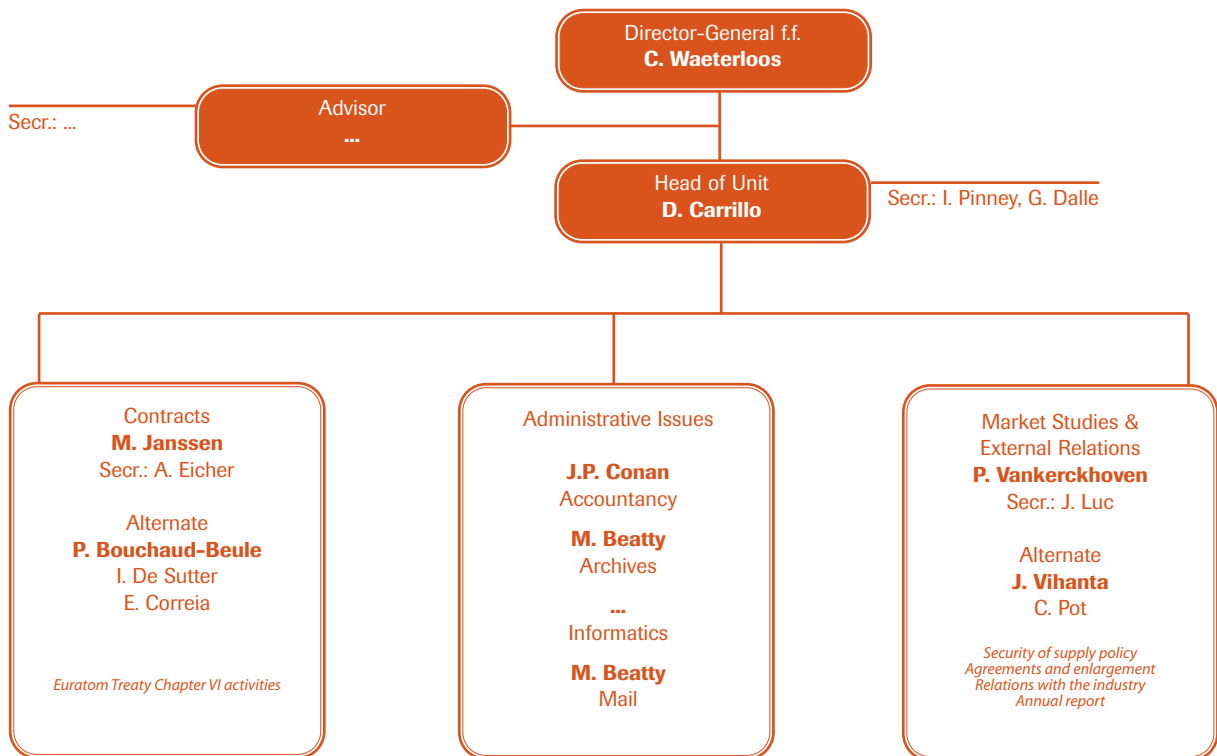 Director-General f.f.
C. Waeterloos
Advisor
...
Secr.: ...
Head of Unit
D. Carrillo
Secr.: I. Pinney, G. Dalle
Contracts
M. Janssen
Secr.: A. Eicher
Alternate
P. Bouchaud-Beule
I. De Sutter
E. Correia
Euratom Treaty Chapter VI activities
Administrative Issues
J.P. Conan
Accountancy
M. Beatty
Archives
...
Informatics
M. Beatty
Mail
Market Studies &
External Relations
P. Vankerckhoven
Secr.: J. Luc
Alternate
J. Vihanta
C. Pot
Security of supply policy
Agreements and enlargement
Relations with the industry
Annual report